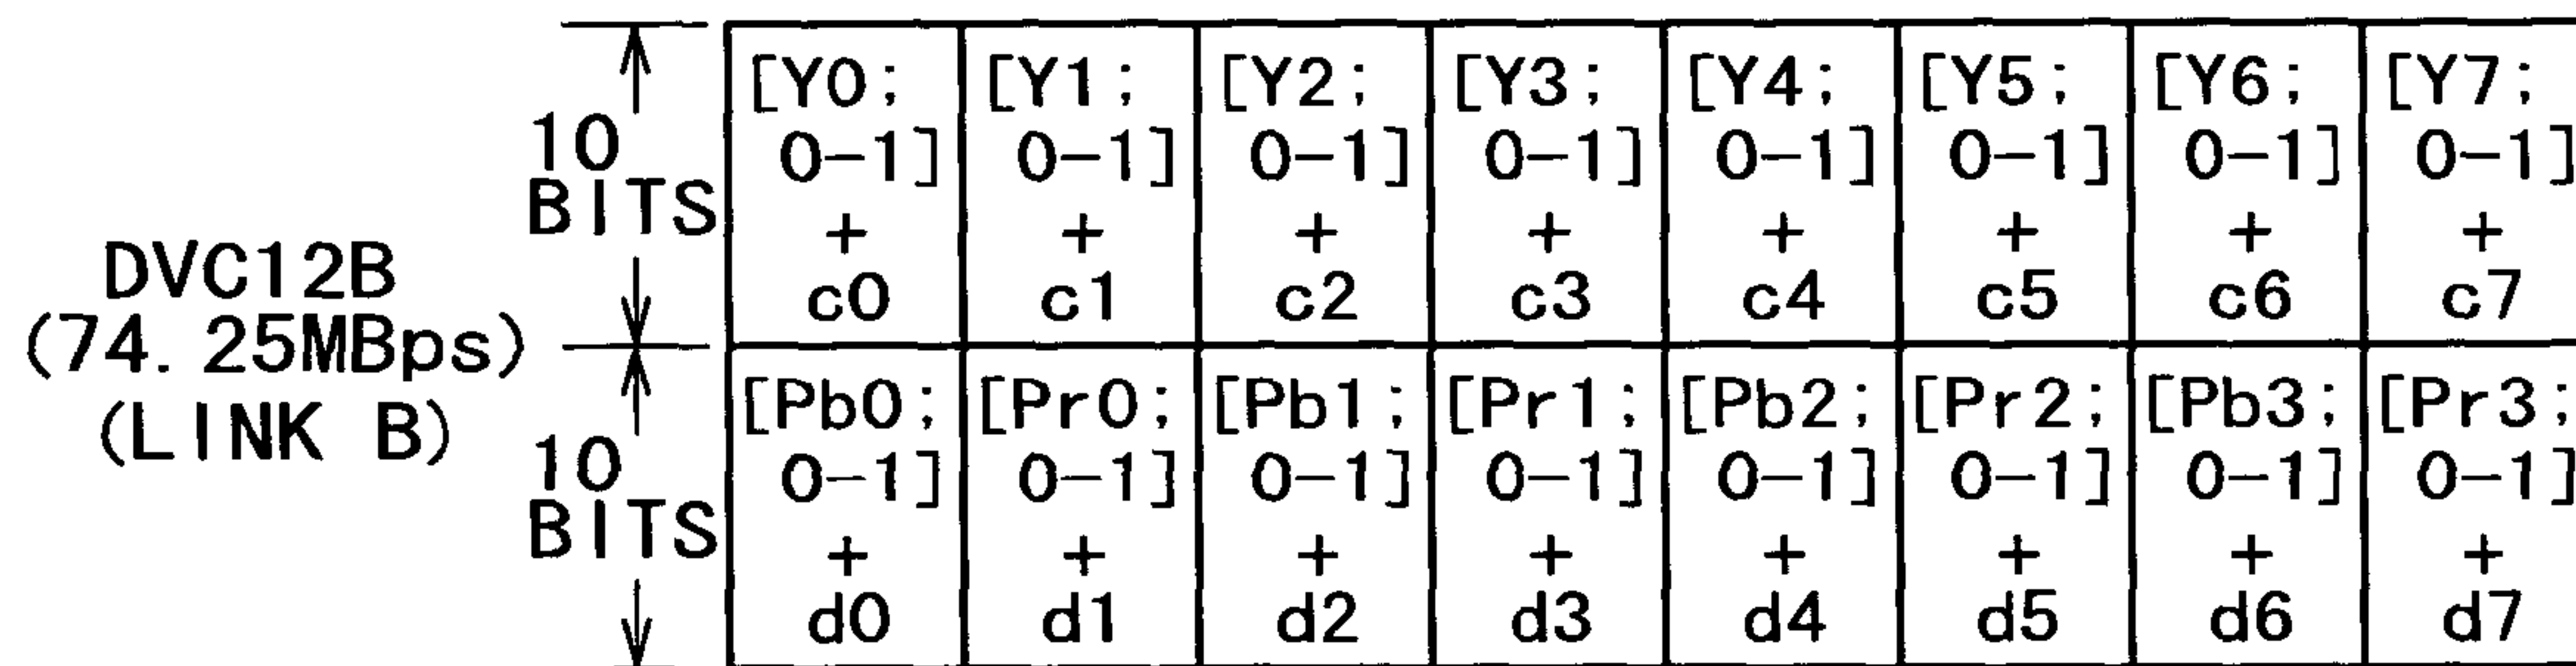 [Y0; [Y1; [Y2; [Y3; [Y4; [Y5; [Y6; [Y7;
10 0-1] 0-1] 0-1] 0-1] 0-1] 0-1] 0-1] 0-1]
BITS + + + + + + + +
DVC12B c0 c1 c2 c3 c4 c5 c6 c7
(74.25MBps)
(LINK B) [Pb0; [Pr0; [Pb1; [Pr1; [Pb2; [Pr2; [Pb3; [Pr3;
10 0-1] 0-1] 0-1] 0-1] 0-1] 0-1] 0-1] 0-1]
BITS + + + + + + + +
d0 d1 d2 d3 d4 d5 d6 d7